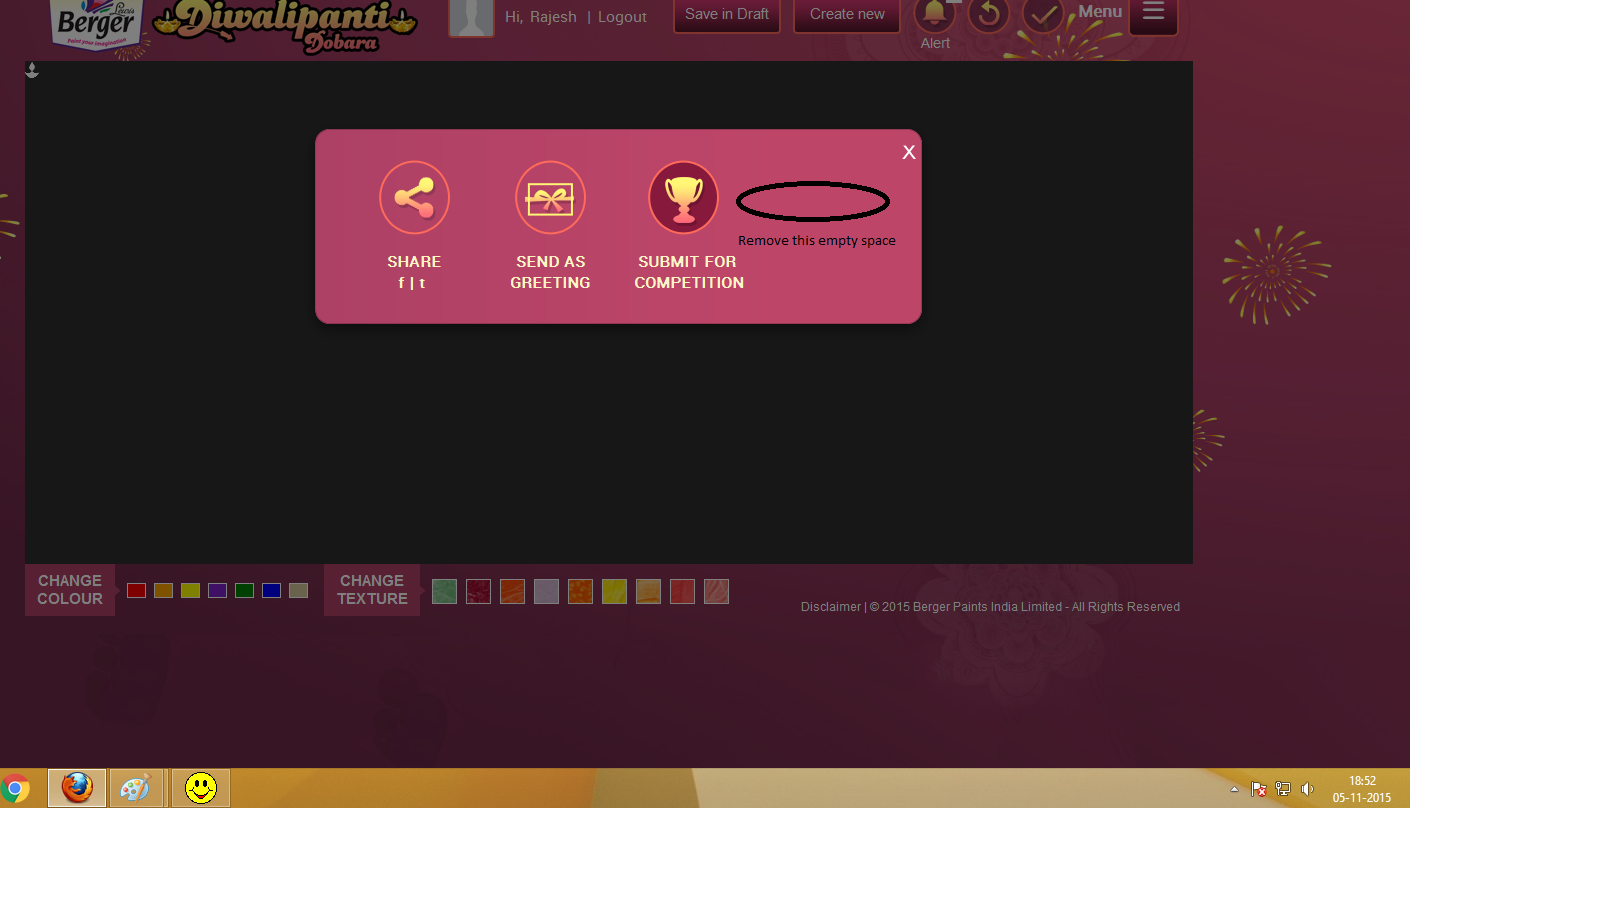 Lewis
Berger
Paint your imagination
Diwalipanti
Dobara
Hi, Rajesh | Logout
Save in Draft
Create new
Alert
Menu
X
SHARE
f | t
SEND AS
GREETING
SUBMIT FOR
COMPETITION
Remove this empty space
CHANGE
COLOUR
CHANGE
TEXTURE
Disclaimer | © 2015 Berger Paints India Limited - All Rights Reserved
18:52
05-11-2015